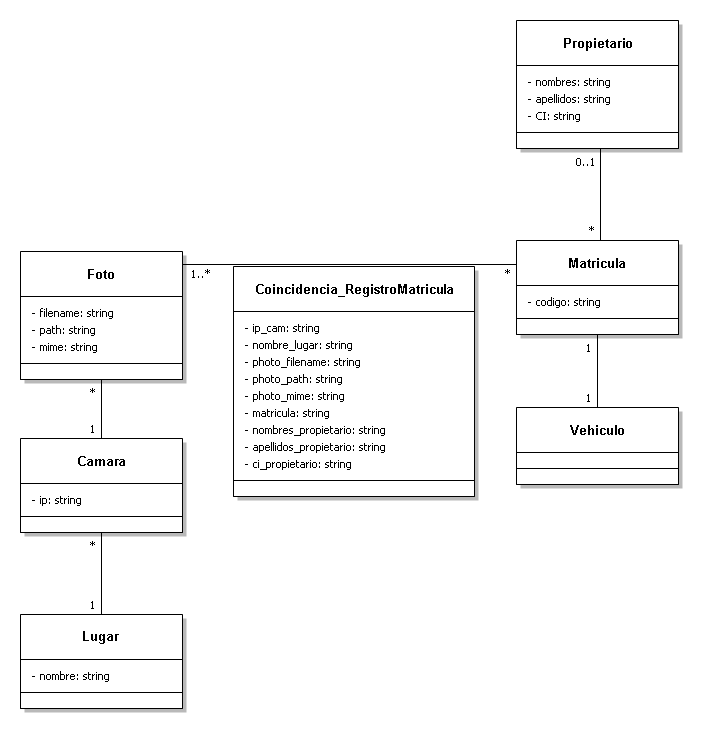 Propietario
- nombres: string
- apellidos: string
- CI: string
0..1
*
Matricula
- codigo: string
1
1
Vehiculo
Foto
- filename: string
- path: string
- mime: string
1..*
*
Coincidencia_RegistroMatricula
- ip_cam: string
- nombre_lugar: string
- photo_filename: string
- photo_path: string
- photo_mime: string
- matricula: string
- nombres_propietario: string
- apellidos_propietario: string
- ci_propietario: string
*
1
Camara
- ip: string
*
1
Lugar
- nombre: string